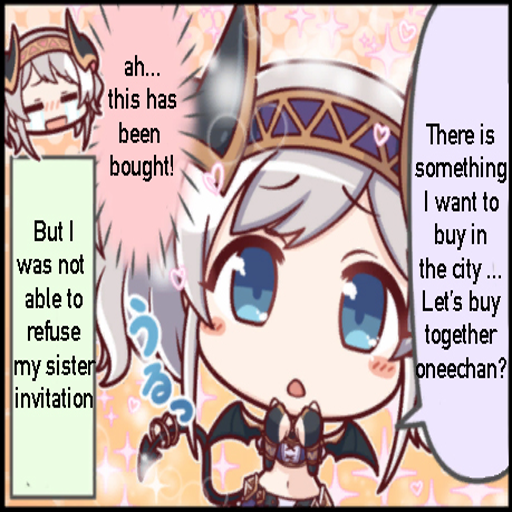 There is
something
I want to
buy in
the city ...
Let's buy
together
oneechan?
うるっ
ah...
this has
been
bought!
But I
was not
able to
refuse
my sister
invitation